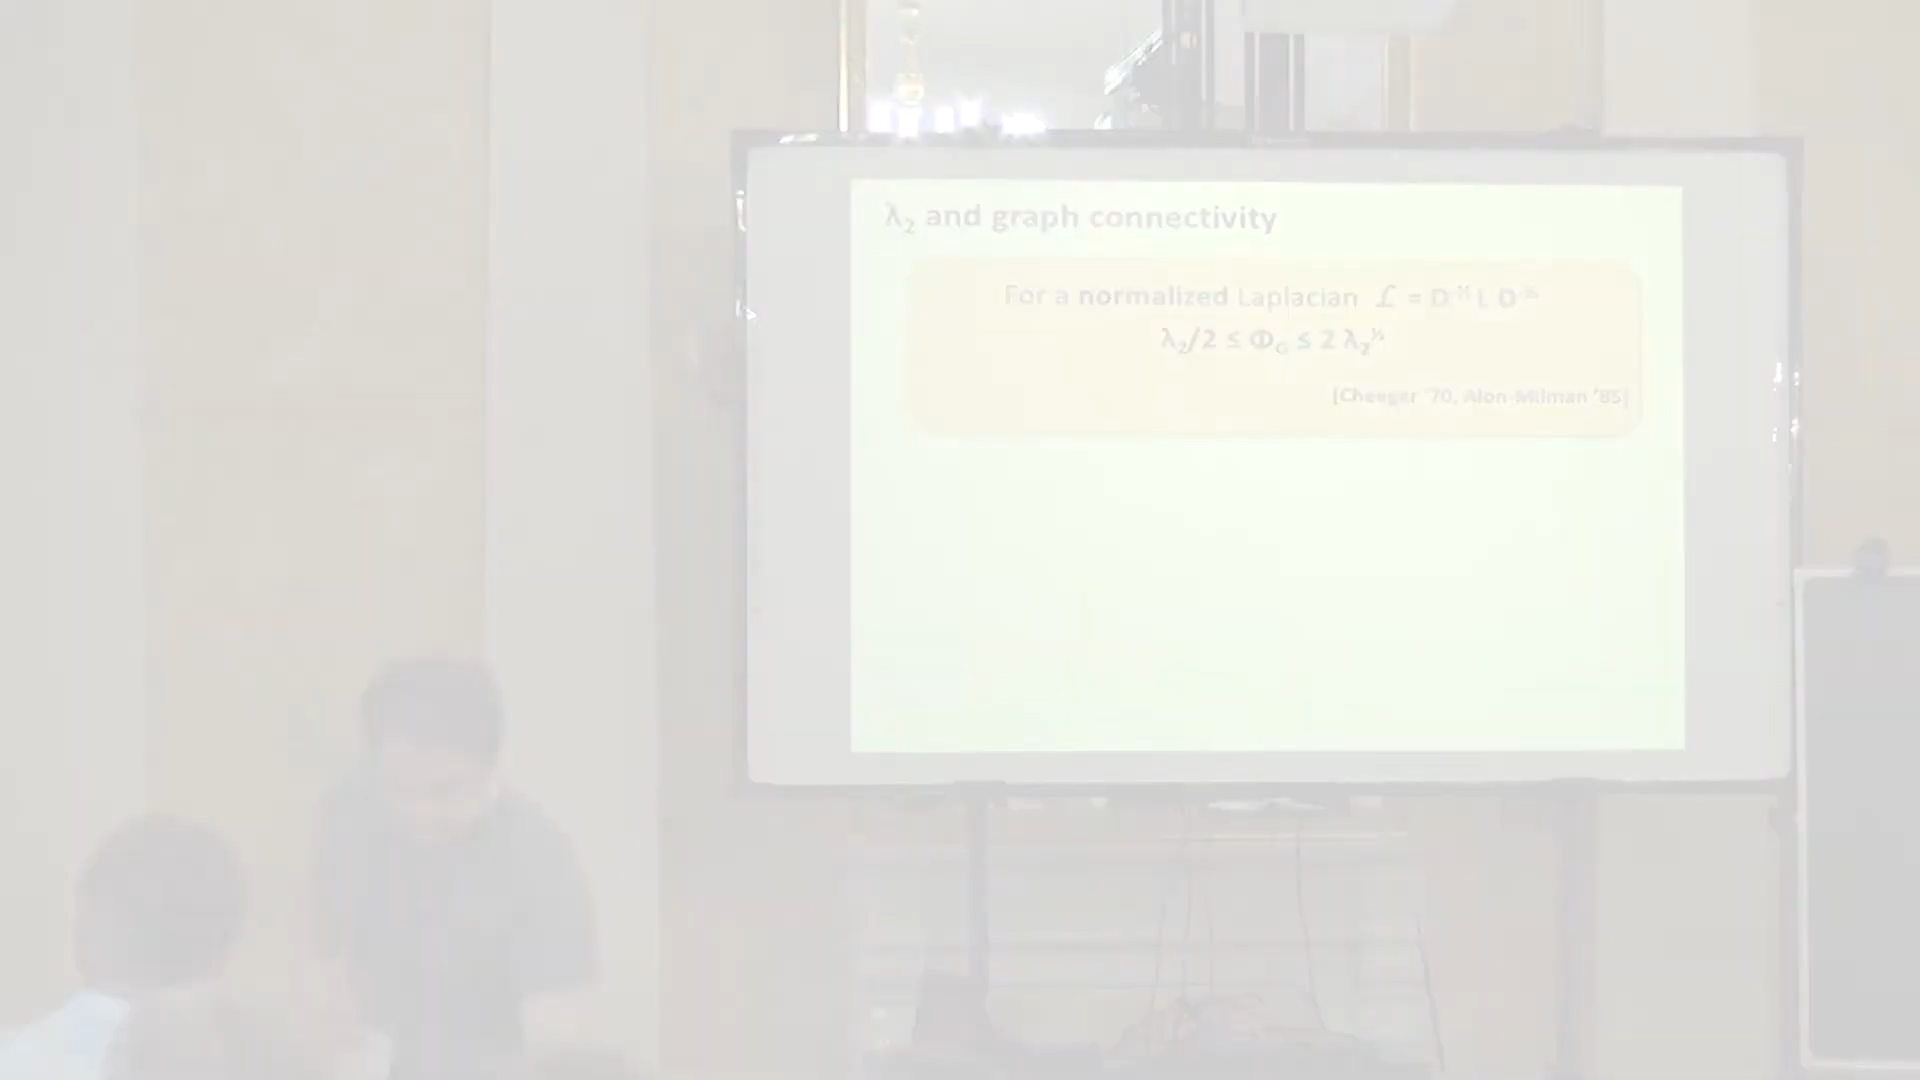 λ₂ and graph connectivity
For a normalized Laplacian ℒ = D⁻½ L D⁻½
λ₂/2 ≤ Φ_G ≤ 2 λ₂^½
[Cheeger '70, Alon-Milman '85]